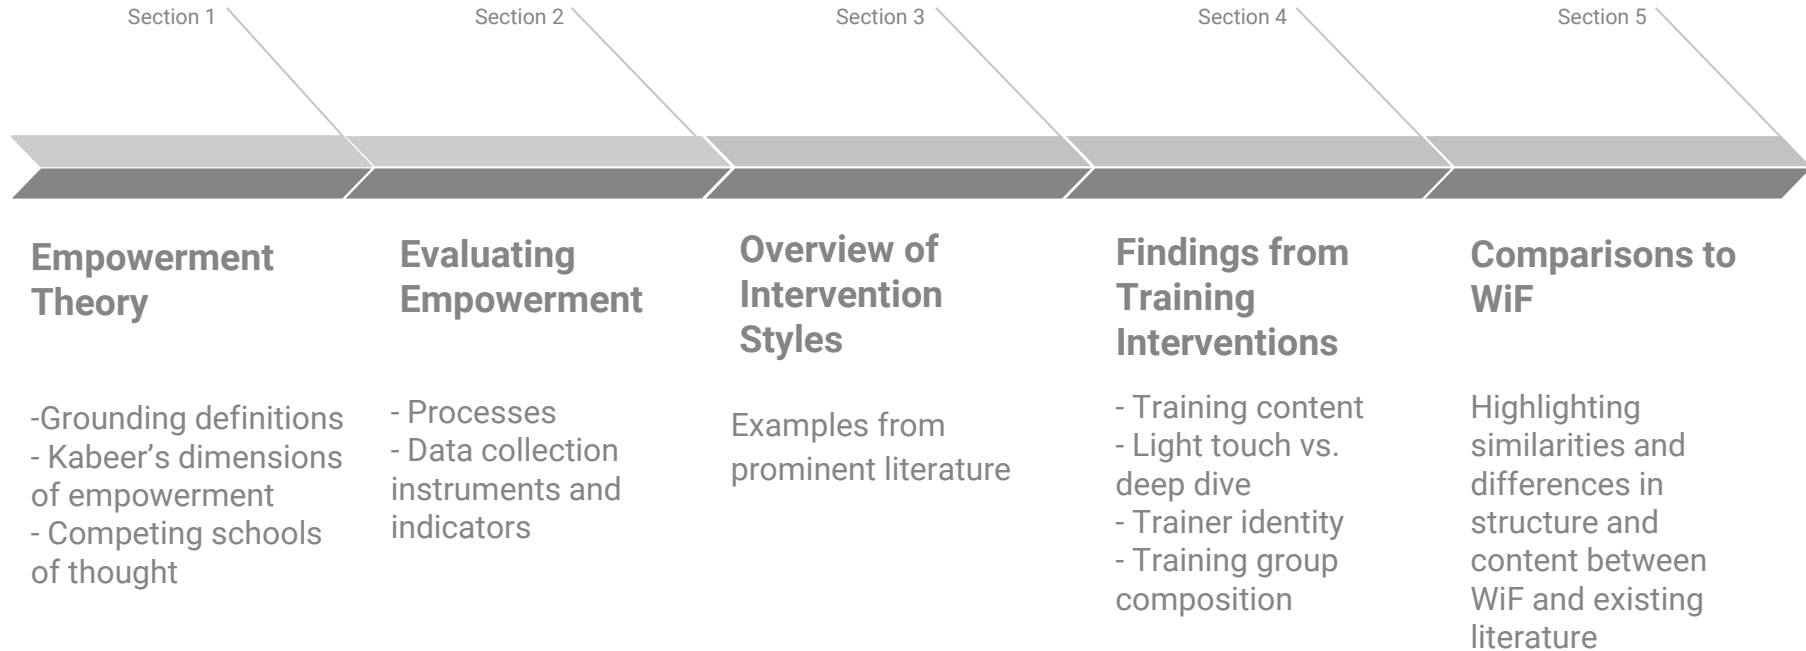 Section 1
Section 2
Section 3
Section 4
Section 5
Empowerment
Theory
-Grounding definitions
- Kabeer’s dimensions
of empowerment
- Competing schools
of thought
Evaluating
Empowerment
- Processes
- Data collection
instruments and
indicators
Overview of
Intervention
Styles
Examples from
prominent literature
Findings from
Training
Interventions
- Training content
- Light touch vs.
deep dive
- Trainer identity
- Training group
composition
Comparisons to
WiF
Highlighting
similarities and
differences in
structure and
content between
WiF and existing
literature